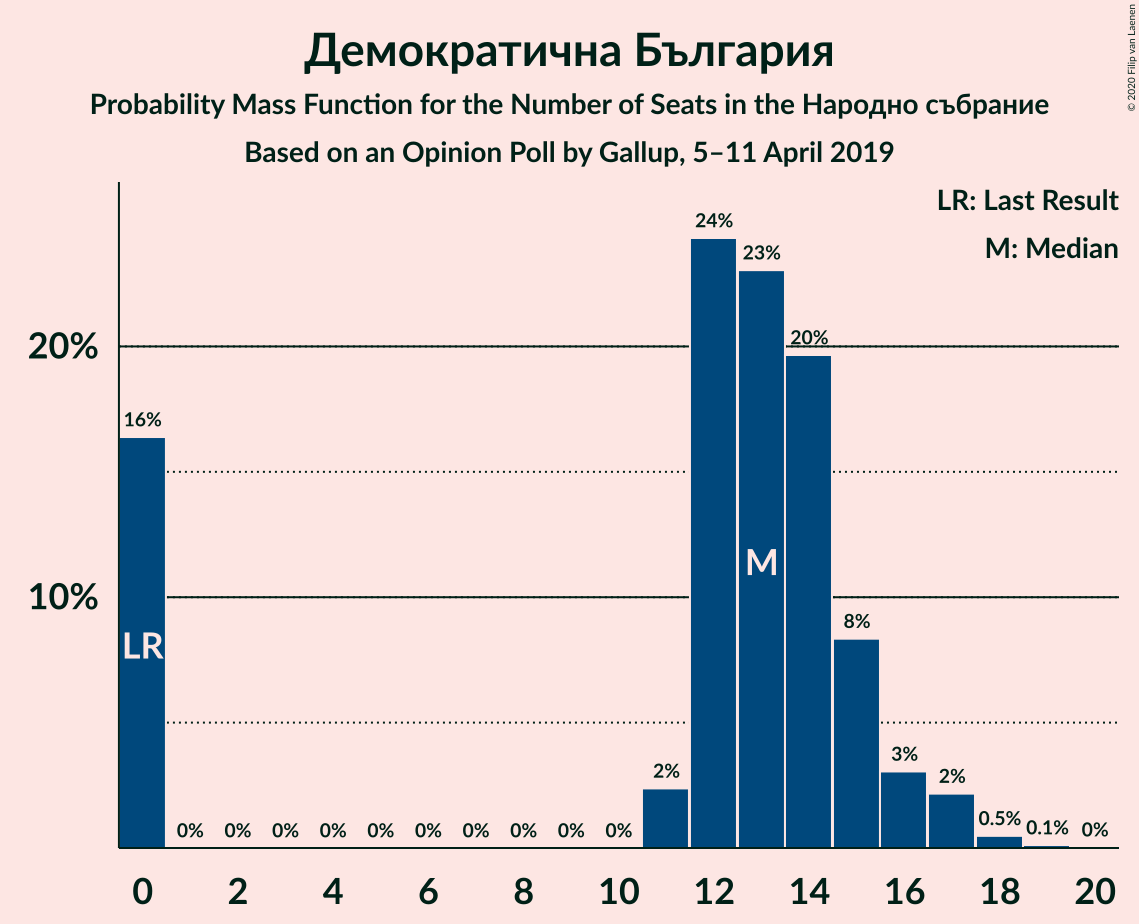 Демократична България
Probability Mass Function for the Number of Seats in the Народно събрание
Based on an Opinion Poll by Gallup, 5–11 April 2019
© 2020 Filip van Laenen
LR: Last Result
M: Median
24%
23%
20%
20%
16%
M
10%
8%
LR
3%
2%
2%
0% 0% 0% 0% 0% 0% 0% 0% 0% 0% 0.5% 0.1% 0%
0 2 4 6 8 10 12 14 16 18 20